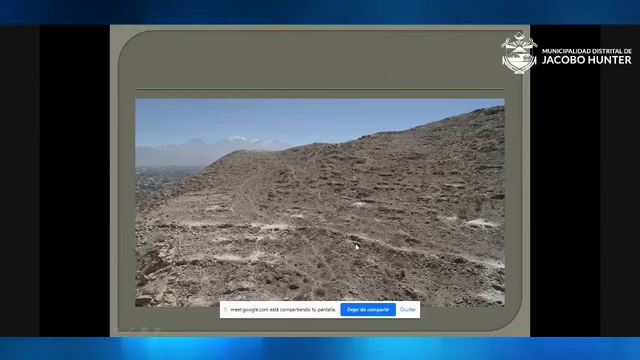 MUNICIPALIDAD DISTRITAL DE
JACOBO HUNTER
meet.google.com está compartiendo tu pantalla.
Dejar de compartir
Ocultar